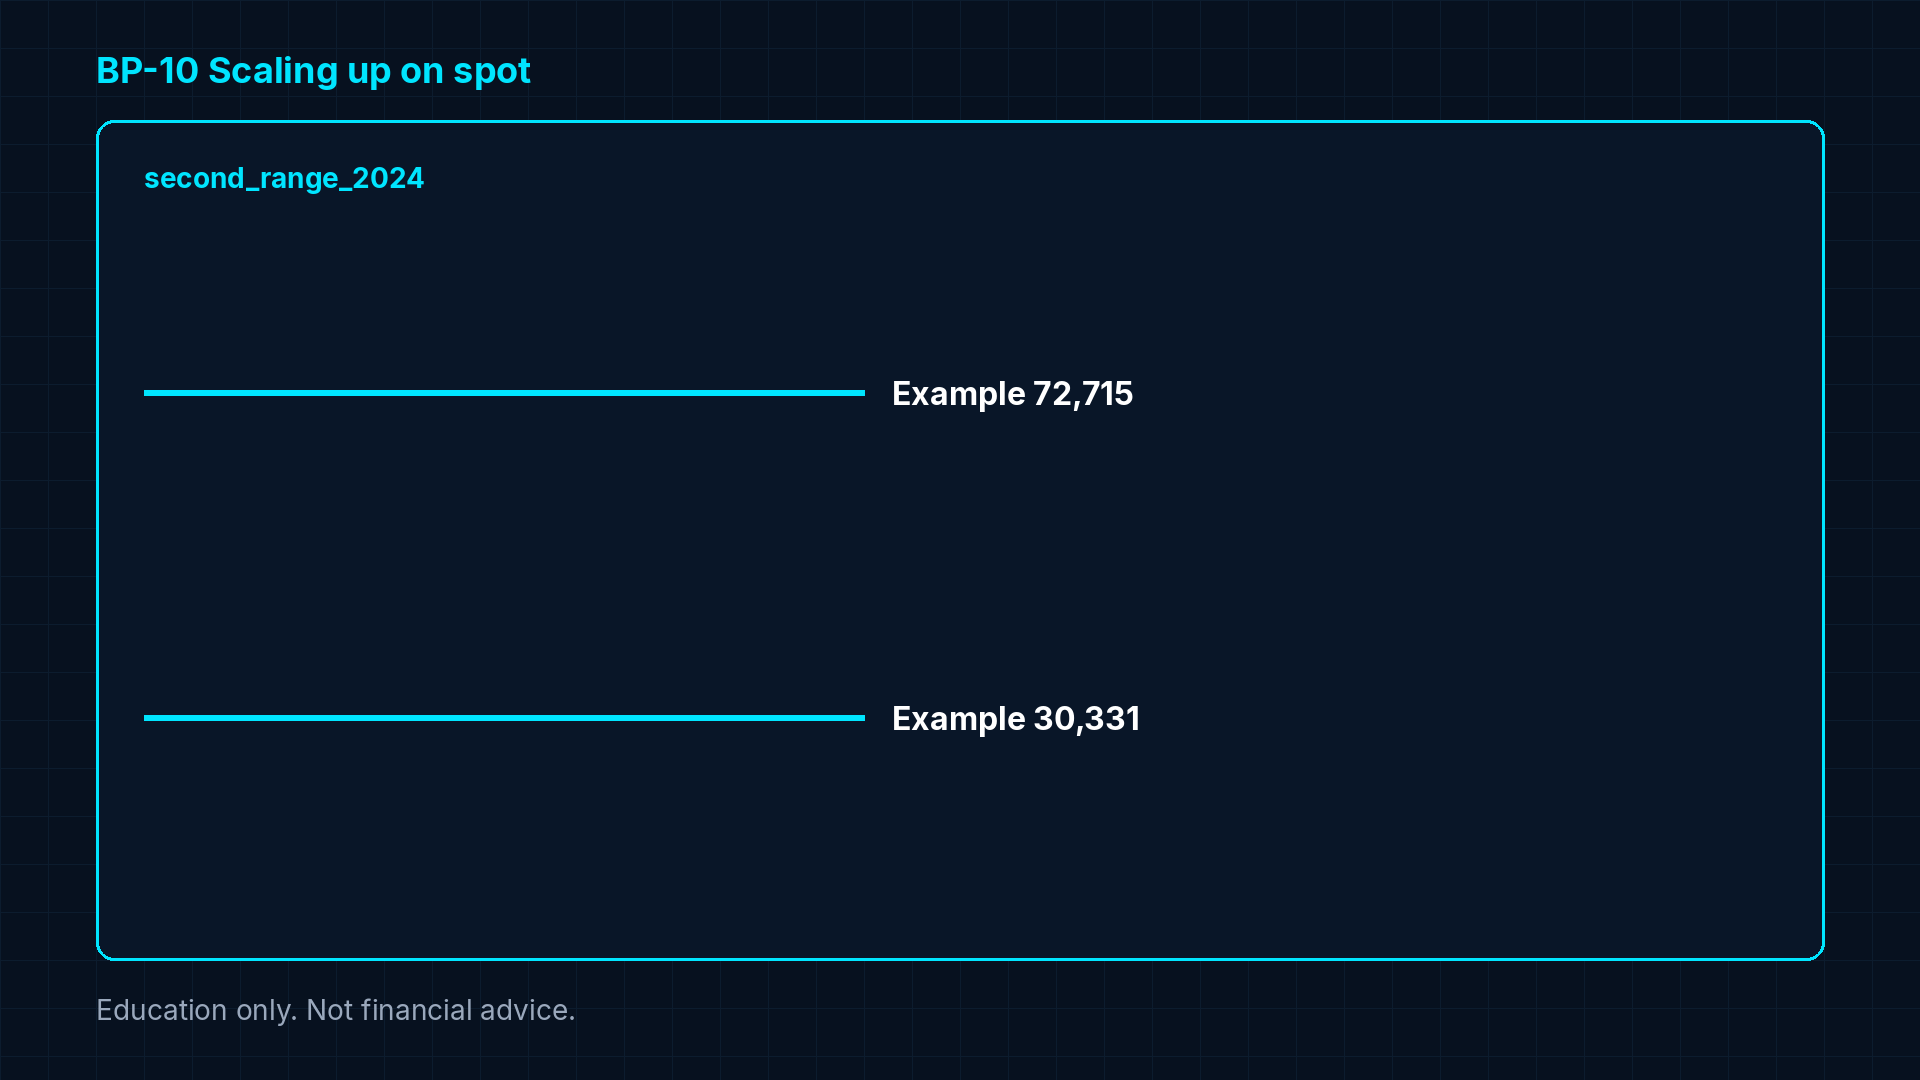 BP-10 Scaling up on spot
second_range_2024
Example 72,715
Example 30,331
Education only. Not financial advice.